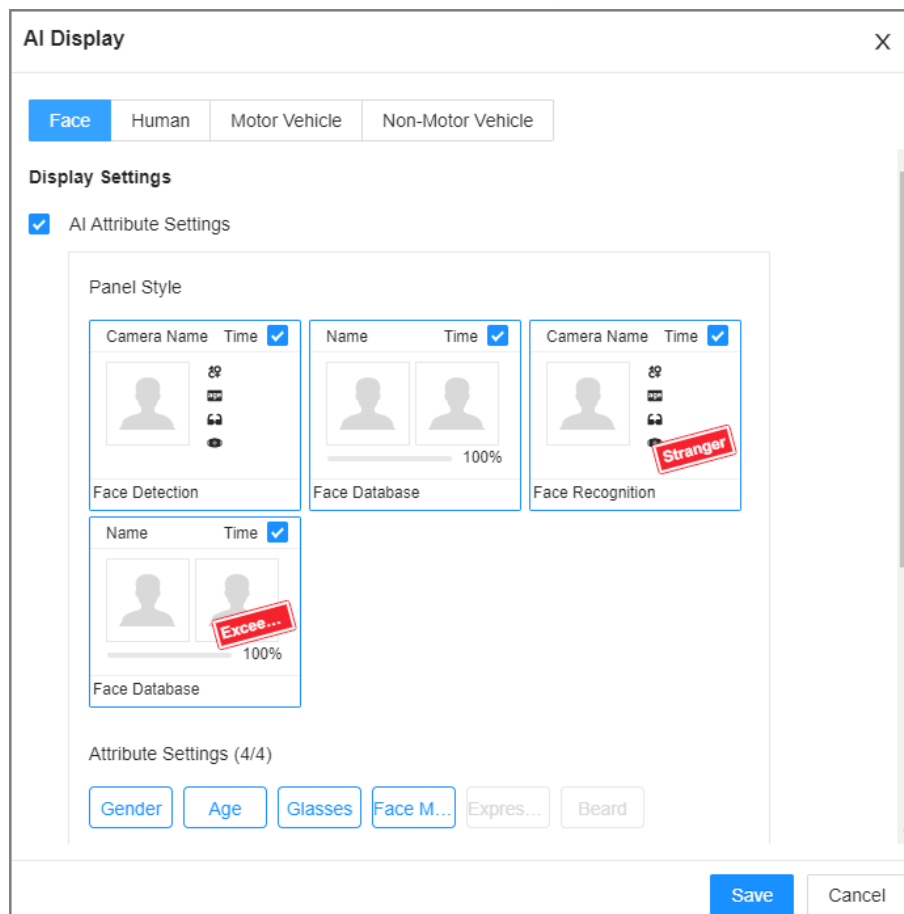 AI Display
X
Face Human Motor Vehicle Non-Motor Vehicle
Display Settings
AI Attribute Settings
Panel Style
Camera Name Time
age
Face Detection
Name Time
100%
Face Database
Camera Name Time
age
Stranger
Face Recognition
Name Time
Excee...
100%
Face Database
Attribute Settings (4/4)
Gender Age Glasses Face M... Expres... Beard
Save Cancel